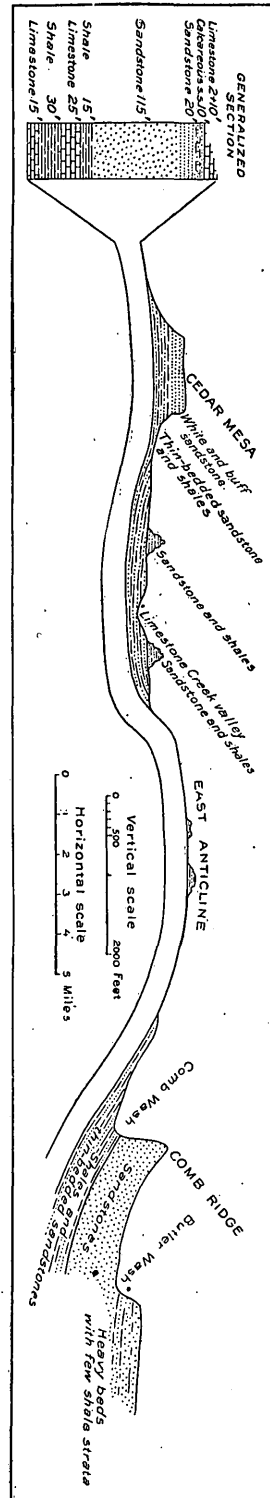 GENERALIZED
SECTION
Limestone 2+10'
Calcareous s.s.10'
Sandstone 20'
Sandstone 115'
Shale 15'
Limestone 25'
Shale. 30'
Limestone 15'
CEDAR MESA
White and buff
sandstone.
Thin-bedded sandstone
and shales
Sandstone and shales
Limestone Creek valley
Sandstone and shales
EAST ANTICLINE
0 500 2000 Feet
Vertical scale
Horizontal scale
0 1 2 3 4 5 Miles
Comb Wash
COMB RIDGE
Butler Wash
Sandstones
Shales and
thinbedded sandstones
Heavy beds
with few shale strata